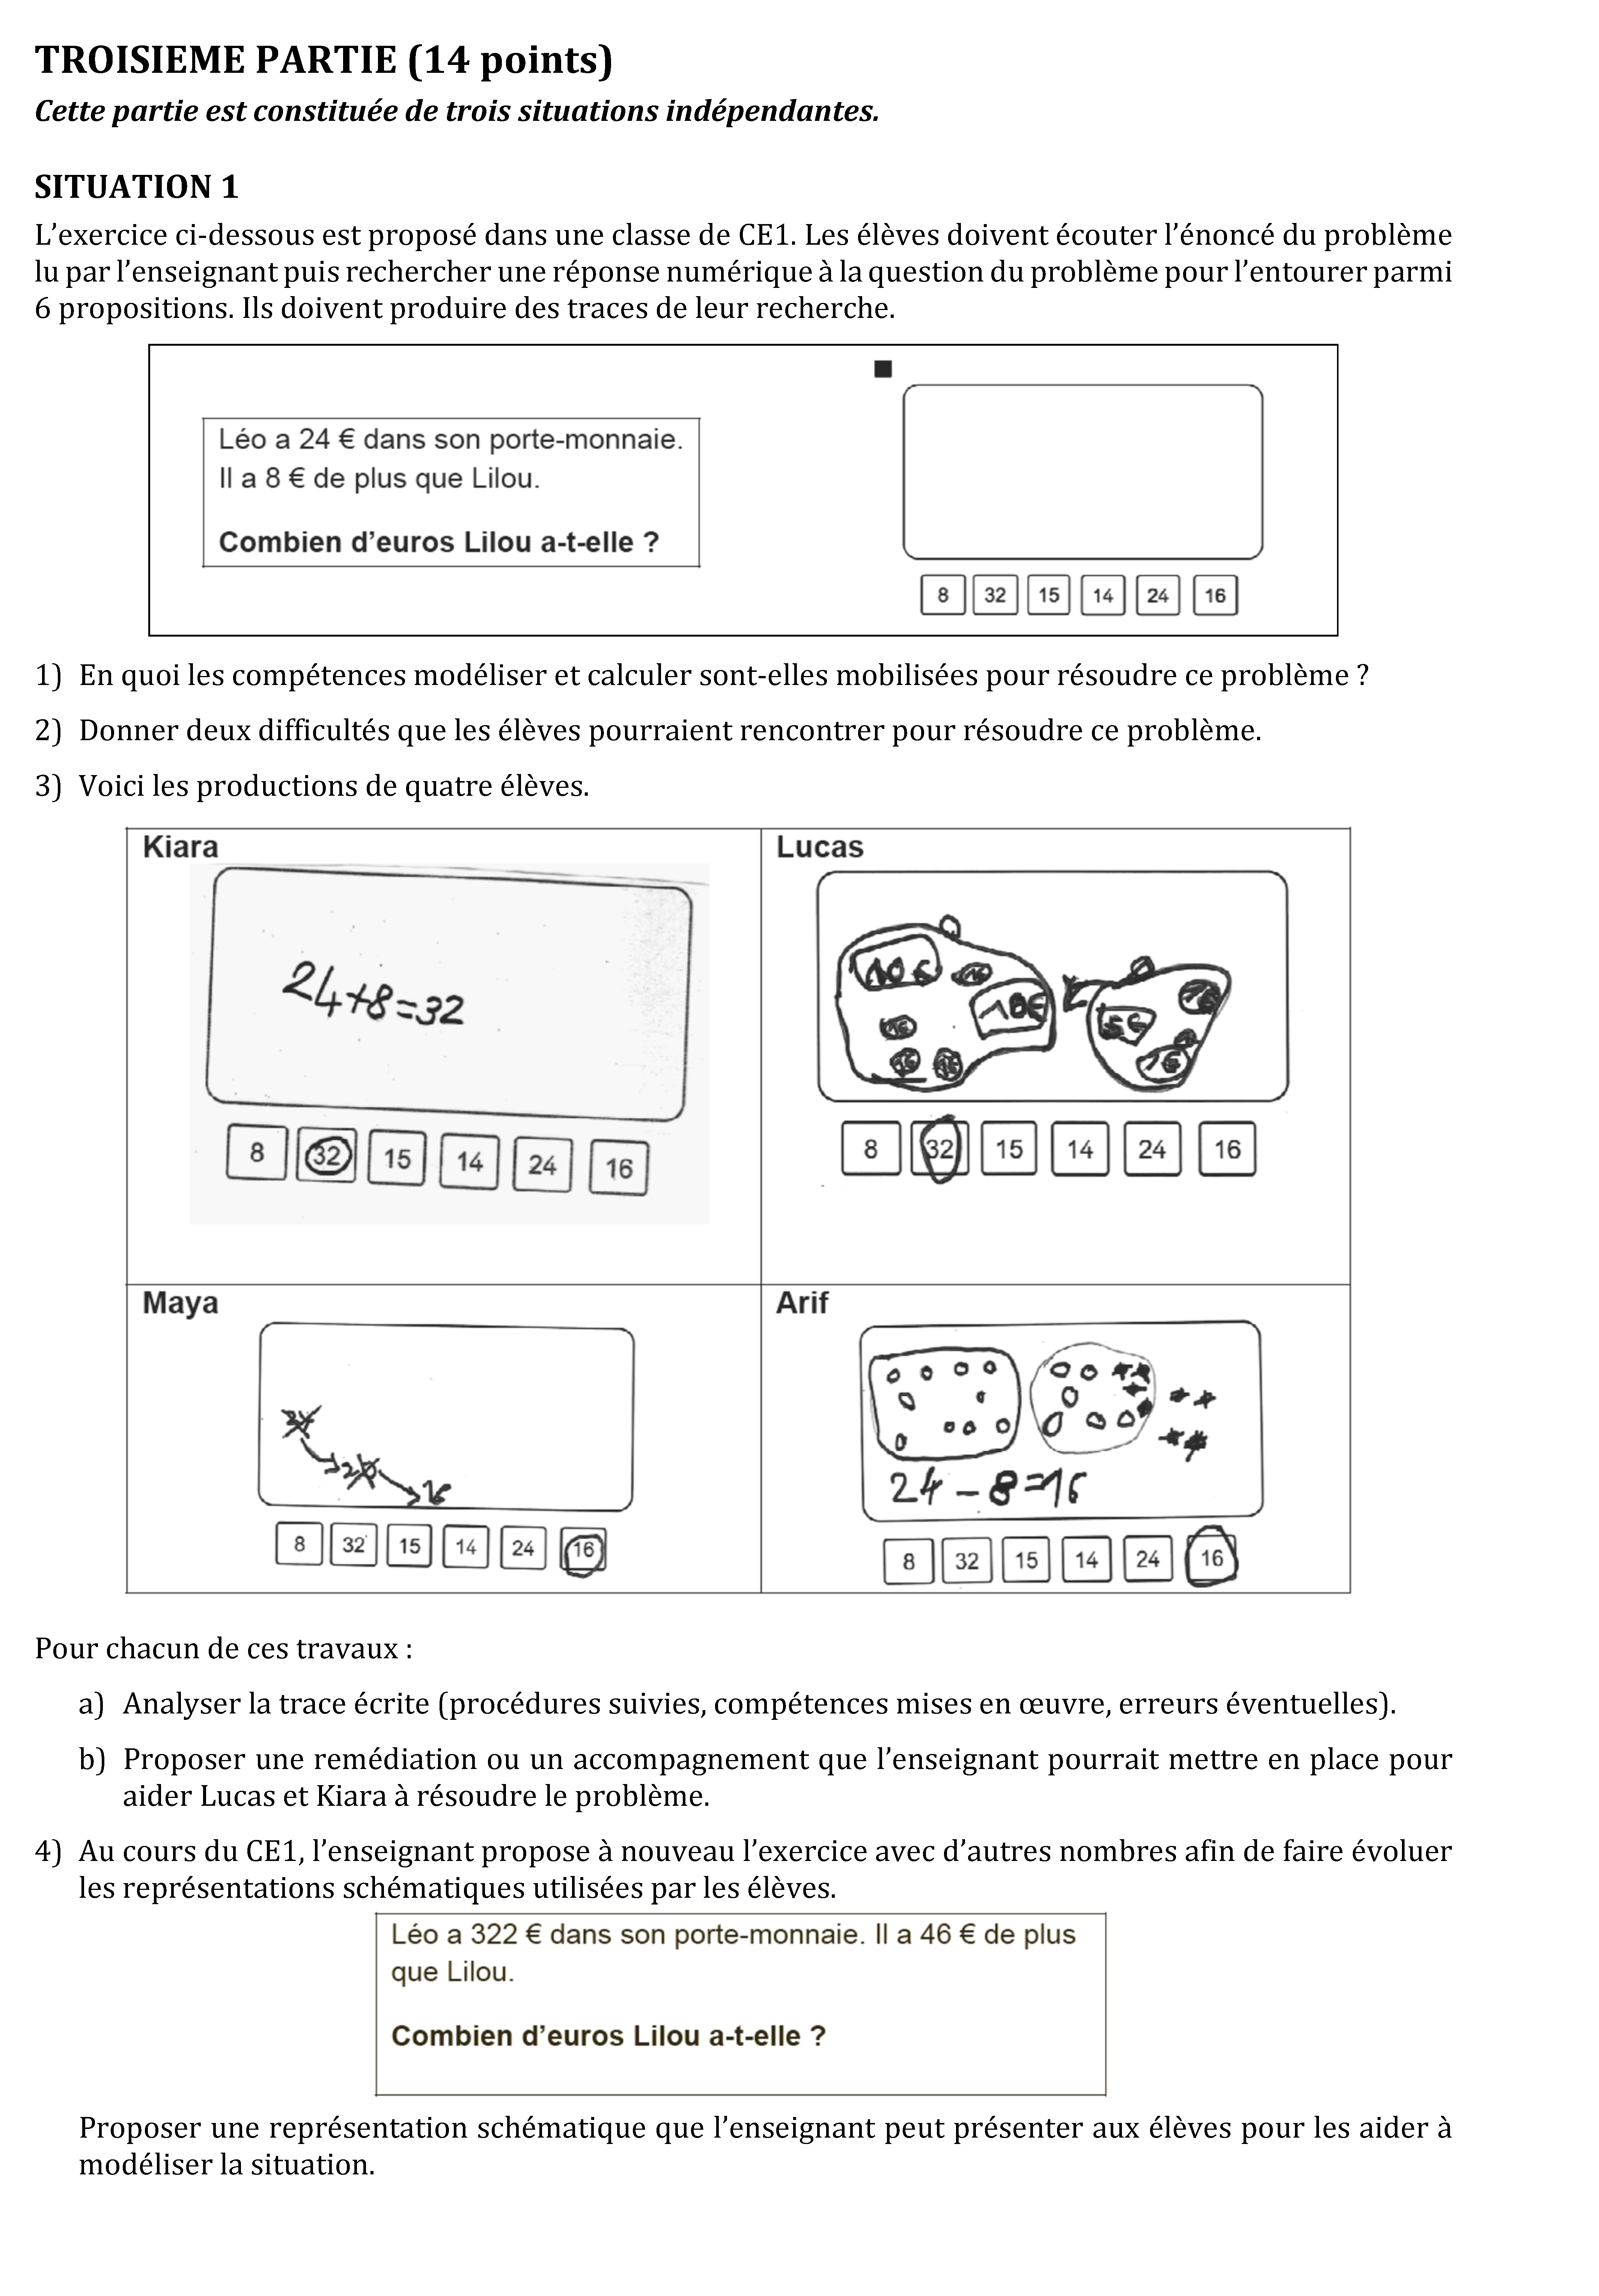 TROISIEME PARTIE (14 points)
Cette partie est constituée de trois situations indépendantes.
SITUATION 1
L’exercice ci-dessous est proposé dans une classe de CE1. Les élèves doivent écouter l’énoncé du problème
lu par l’enseignant puis rechercher une réponse numérique à la question du problème pour l’entourer parmi
6 propositions. Ils doivent produire des traces de leur recherche.
Léo a 24 € dans son porte-monnaie.
Il a 8 € de plus que Lilou.
Combien d’euros Lilou a-t-elle ?
8 32 15 14 24 16
1) En quoi les compétences modéliser et calculer sont-elles mobilisées pour résoudre ce problème ?
2) Donner deux difficultés que les élèves pourraient rencontrer pour résoudre ce problème.
3) Voici les productions de quatre élèves.
Kiara
24+8=32
8 32 15 14 24 16
Lucas
10€ 1€
10€
1€
1€ 1€
1€
5€
1€
8 32 15 14 24 16
Maya
24
16
8 32 15 14 24 16
Arif
24-8=16
8 32 15 14 24 16
Pour chacun de ces travaux :
a) Analyser la trace écrite (procédures suivies, compétences mises en œuvre, erreurs éventuelles).
b) Proposer une remédiation ou un accompagnement que l’enseignant pourrait mettre en place pour
aider Lucas et Kiara à résoudre le problème.
4) Au cours du CE1, l’enseignant propose à nouveau l’exercice avec d’autres nombres afin de faire évoluer
les représentations schématiques utilisées par les élèves.
Léo a 322 € dans son porte-monnaie. Il a 46 € de plus
que Lilou.
Combien d’euros Lilou a-t-elle ?
Proposer une représentation schématique que l’enseignant peut présenter aux élèves pour les aider à
modéliser la situation.